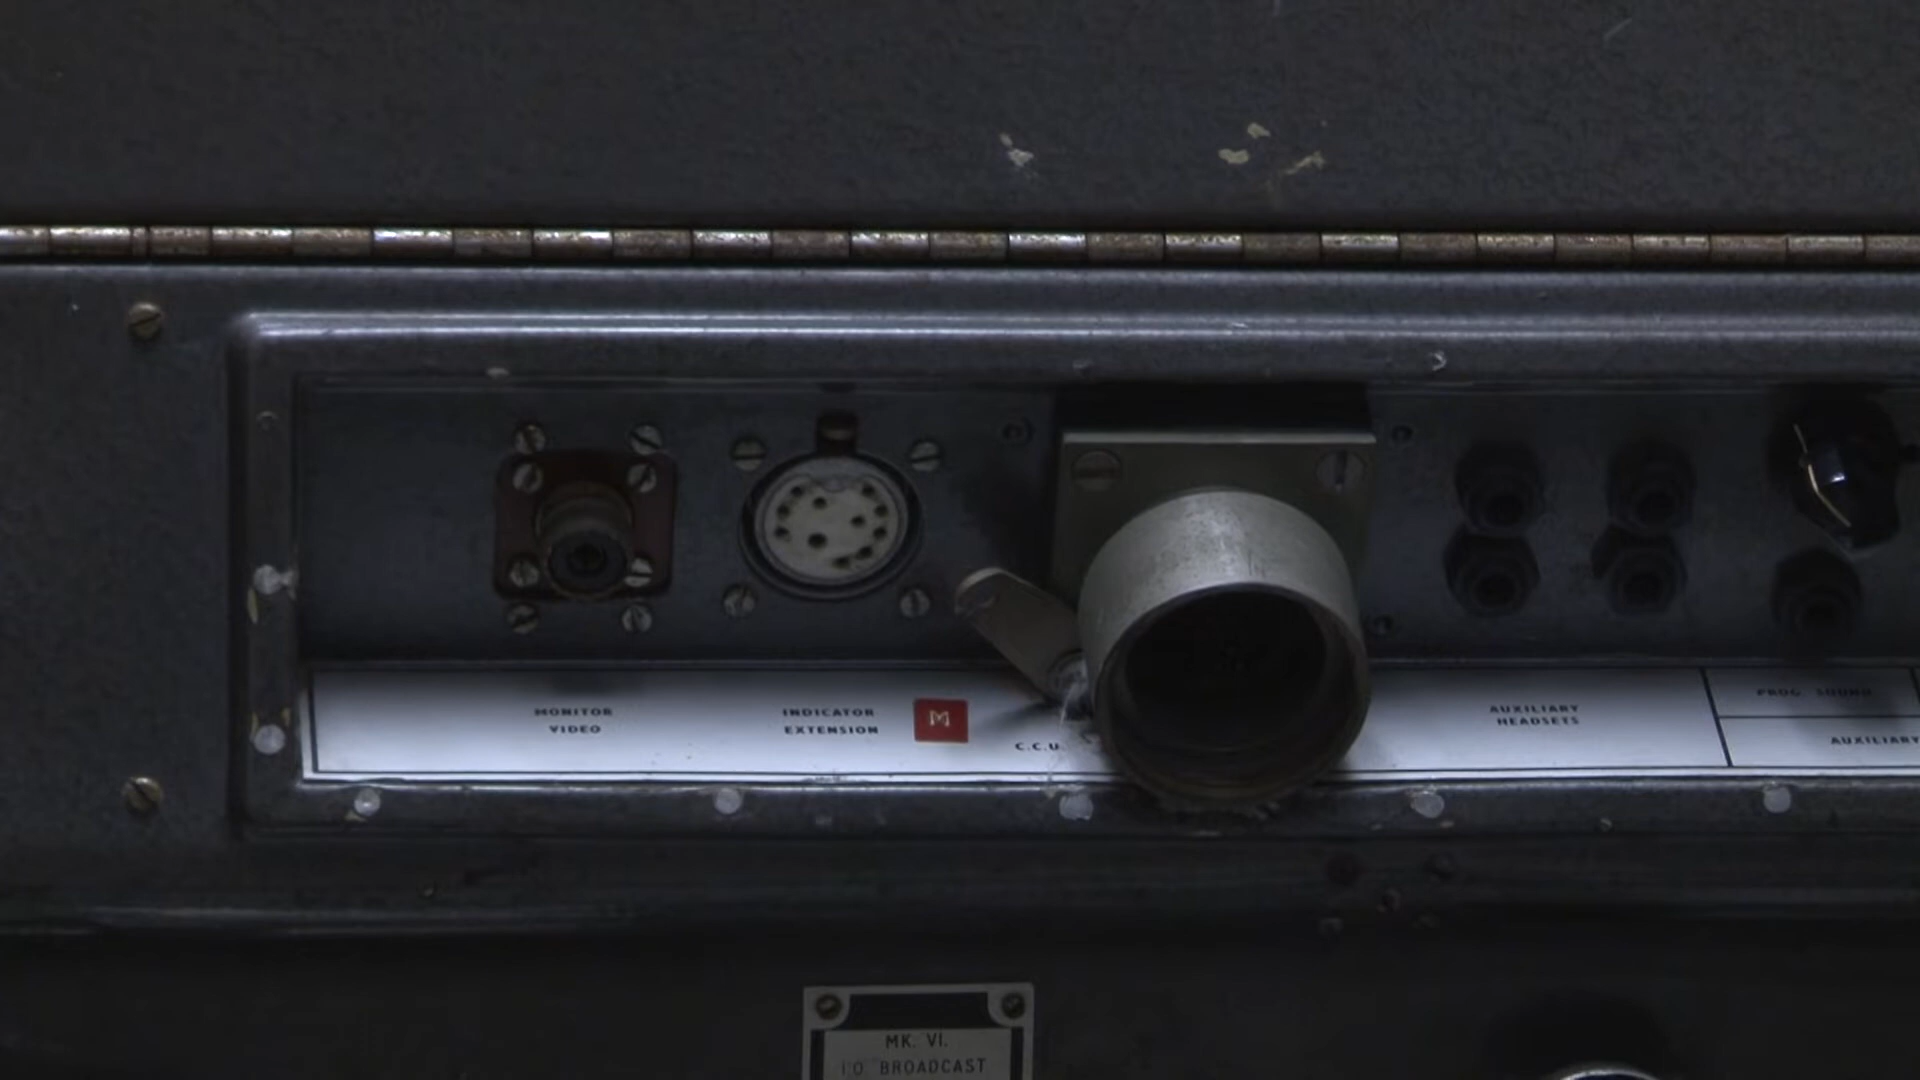 MONITOR
VIDEO
INDICATOR
EXTENSION
M
C.C.U.
AUXILIARY
HEADSETS
PROG SOUND
AUXILIARY
MK. VI.
BROADCAST